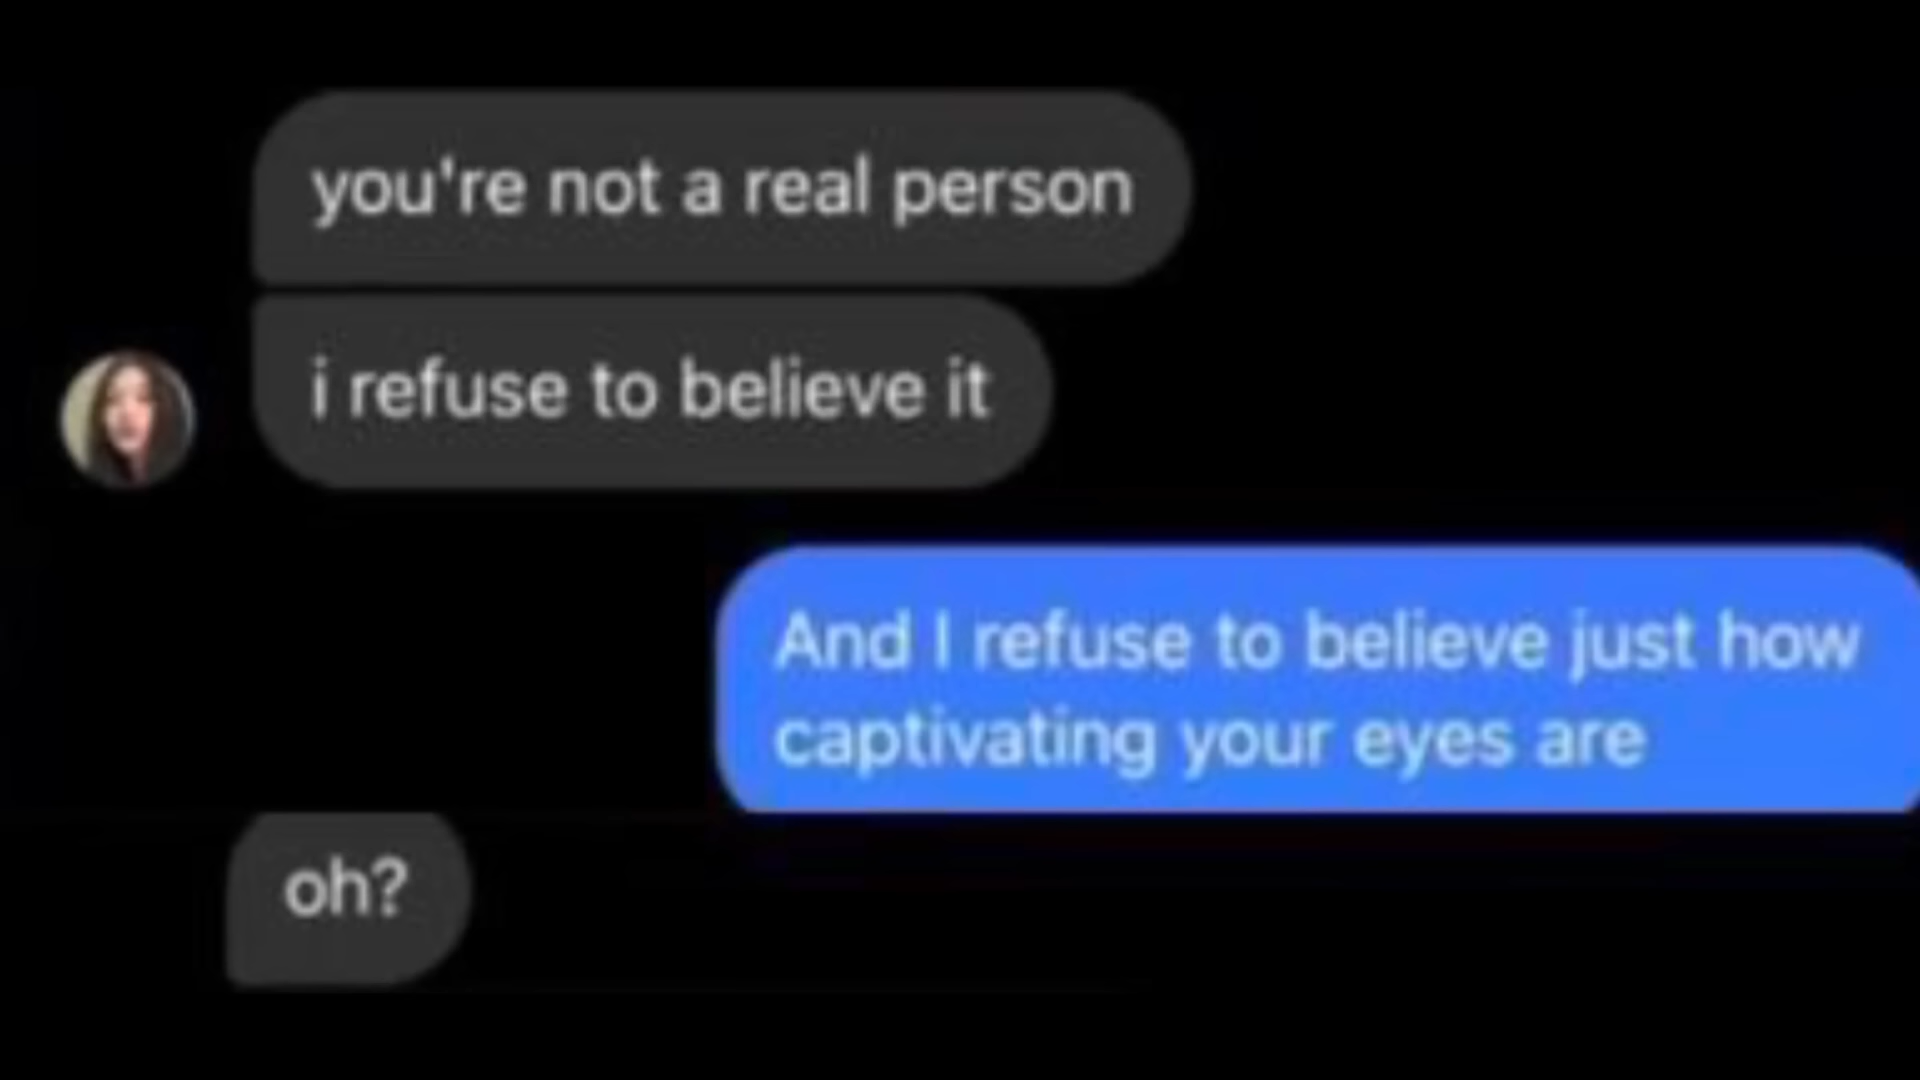 you're not a real person
i refuse to believe it
And I refuse to believe just how
captivating your eyes are
oh?